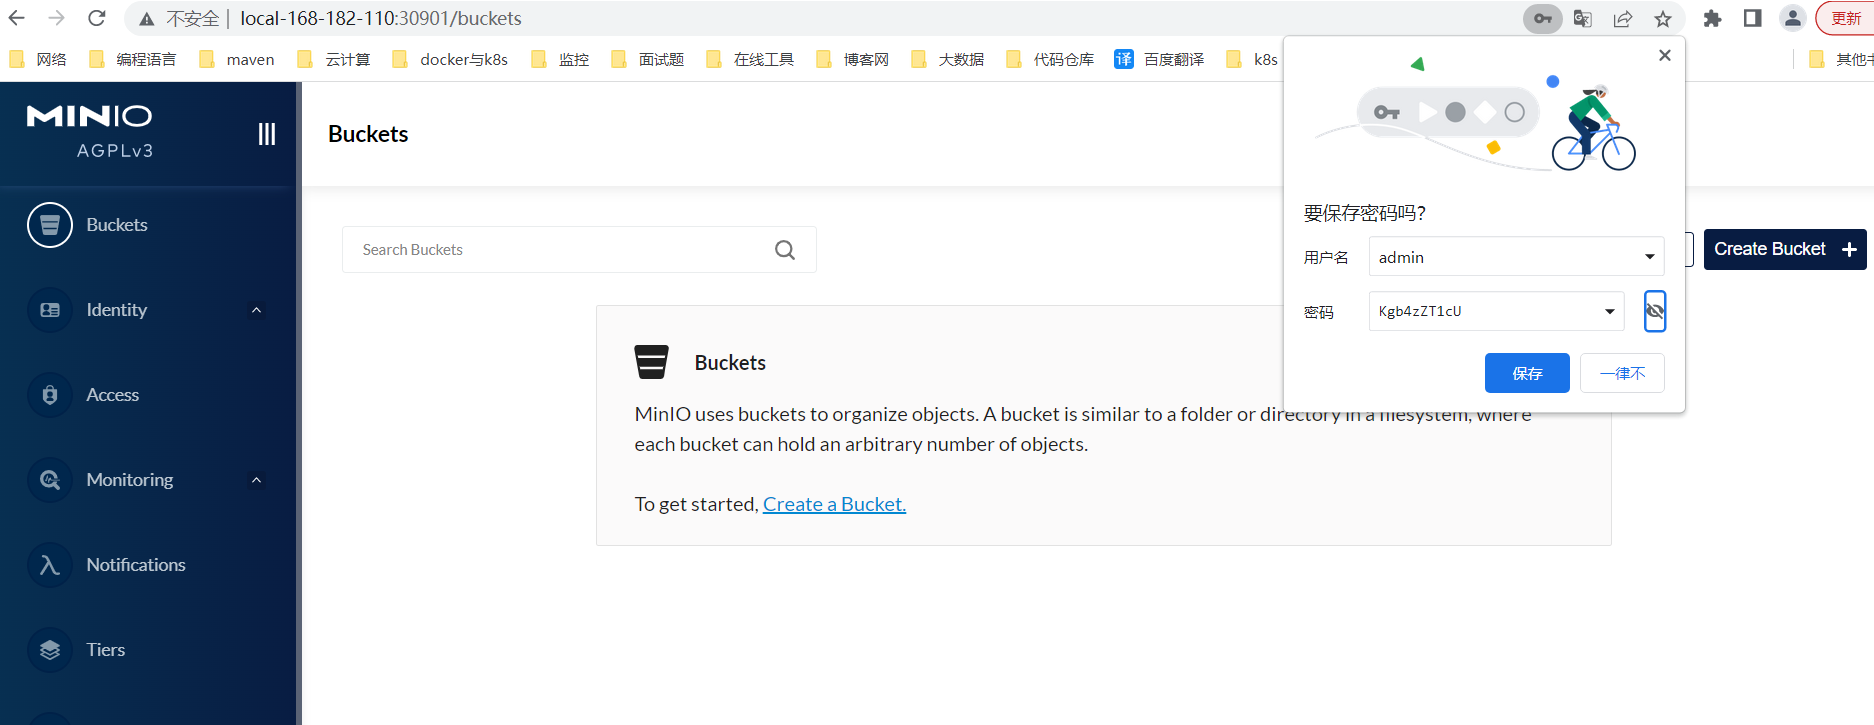 不安全 | local-168-182-110:30901/buckets
更新
网络 编程语言 maven 云计算 docker与k8s 监控 面试题 在线工具 博客网 大数据 代码仓库 译 百度翻译 k8s 其他书
MINIO
AGPLv3
Buckets
Identity
Access
Monitoring
Notifications
Tiers
Buckets
Search Buckets
Create Bucket
Buckets
MinIO uses buckets to organize objects. A bucket is similar to a folder or directory in a filesystem, where
each bucket can hold an arbitrary number of objects.
To get started, Create a Bucket.
要保存密码吗?
用户名 admin
密码 Kgb4zZT1cU
保存 一律不